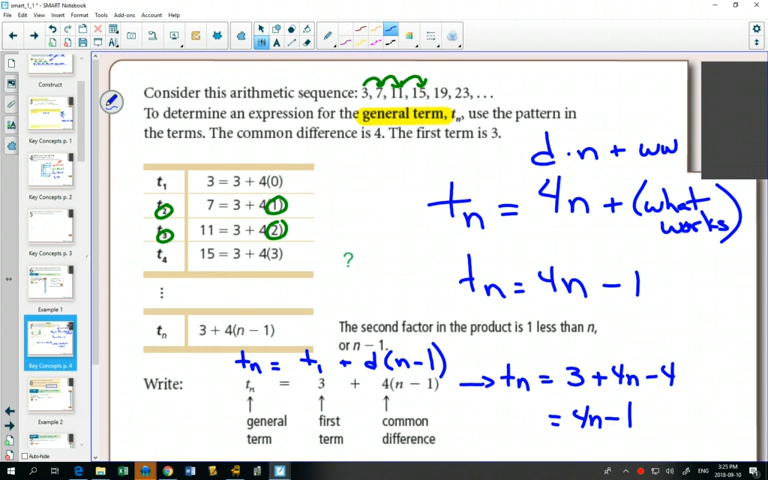 smart_1_1 * - SMART Notebook
File Edit View Insert Format Tools Add-ons Account Help
Construct
Key Concepts p. 1
Key Concepts p. 2
Key Concepts p. 3
Example 1
Key Concepts p. 4
Example 2
Auto-hide
Consider this arithmetic sequence: 3, 7, 11, 15, 19, 23, . . .
To determine an expression for the general term, tn, use the pattern in
the terms. The common difference is 4. The first term is 3.
d · n + ww
t1 3 = 3 + 4(0)
t2 7 = 3 + 4(1)
tn = 4n + (what works)
t3 11 = 3 + 4(2)
t4 15 = 3 + 4(3)
?
tn = 4n - 1
⋮
tn 3 + 4(n − 1)
The second factor in the product is 1 less than n,
or n − 1.
tn = t1 + d(n-1)
Write: tn = 3 + 4(n − 1)
→ tn = 3 + 4n - 4
= 4n - 1
↑ ↑ ↑
general first common
term term difference
ENG
3:25 PM
2018-09-10